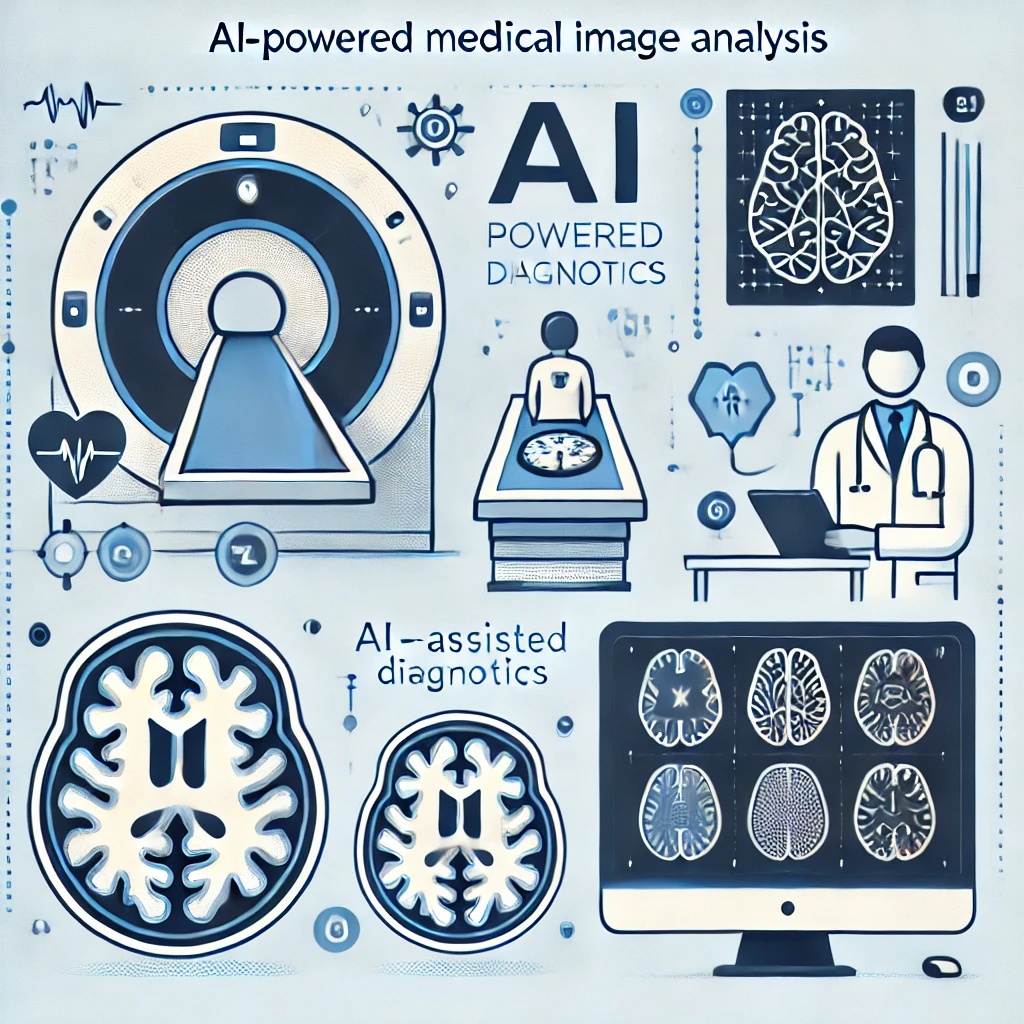 AI-powered medical image analysis
AI
POWERED
DIAGNOTICS
AI-assisted
diagnotics